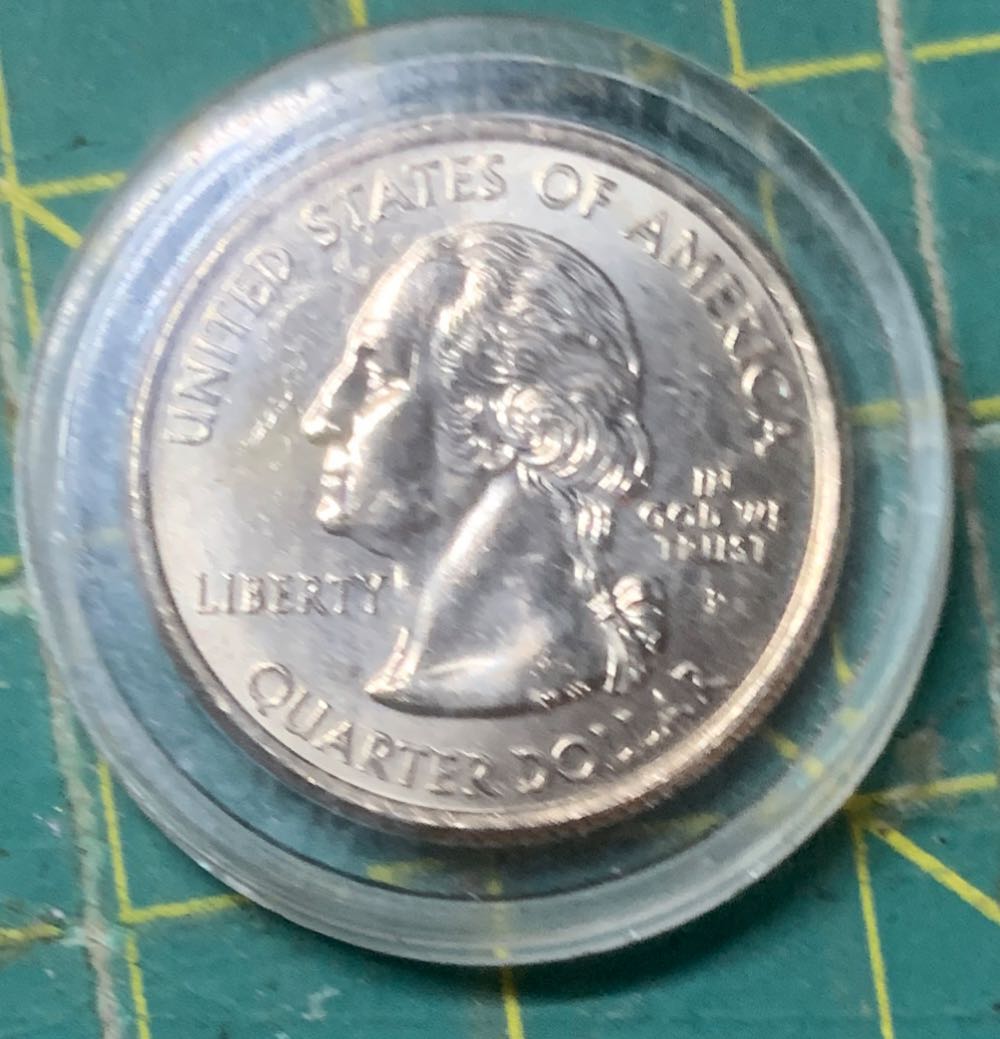 UNITED STATES OF AMERICA
LIBERTY
IN
GOD WE
TRUST
P
QUARTER DOLLAR